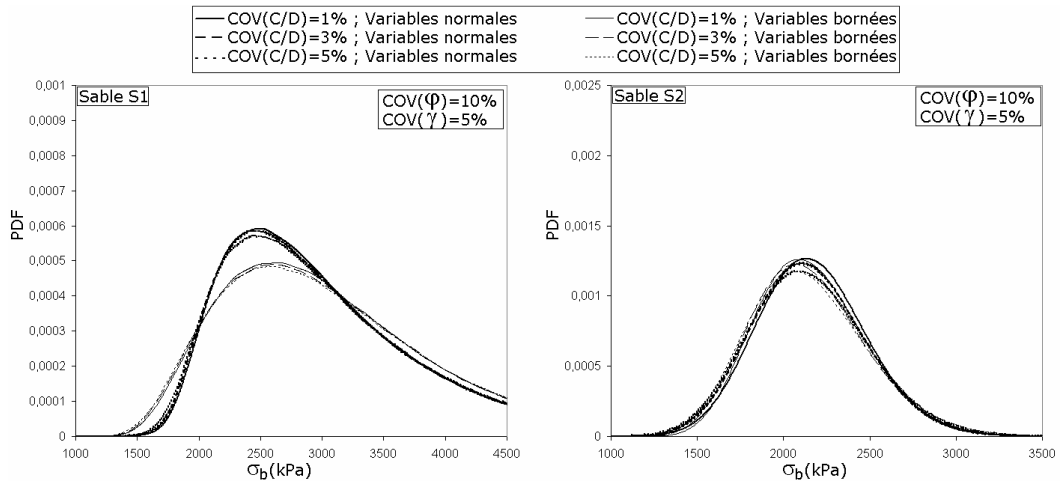 COV(C/D)=1% ; Variables normales
COV(C/D)=1% ; Variables bornées
COV(C/D)=3% ; Variables normales
COV(C/D)=3% ; Variables bornées
COV(C/D)=5% ; Variables normales
COV(C/D)=5% ; Variables bornées
Sable S1
COV(φ)=10%
COV(γ)=5%
PDF
0,001
0,0009
0,0008
0,0007
0,0006
0,0005
0,0004
0,0003
0,0002
0,0001
0
1000 1500 2000 2500 3000 3500 4000 4500
σb(kPa)
Sable S2
COV(φ)=10%
COV(γ)=5%
PDF
0,0025
0,002
0,0015
0,001
0,0005
0
1000 1500 2000 2500 3000 3500
σb(kPa)